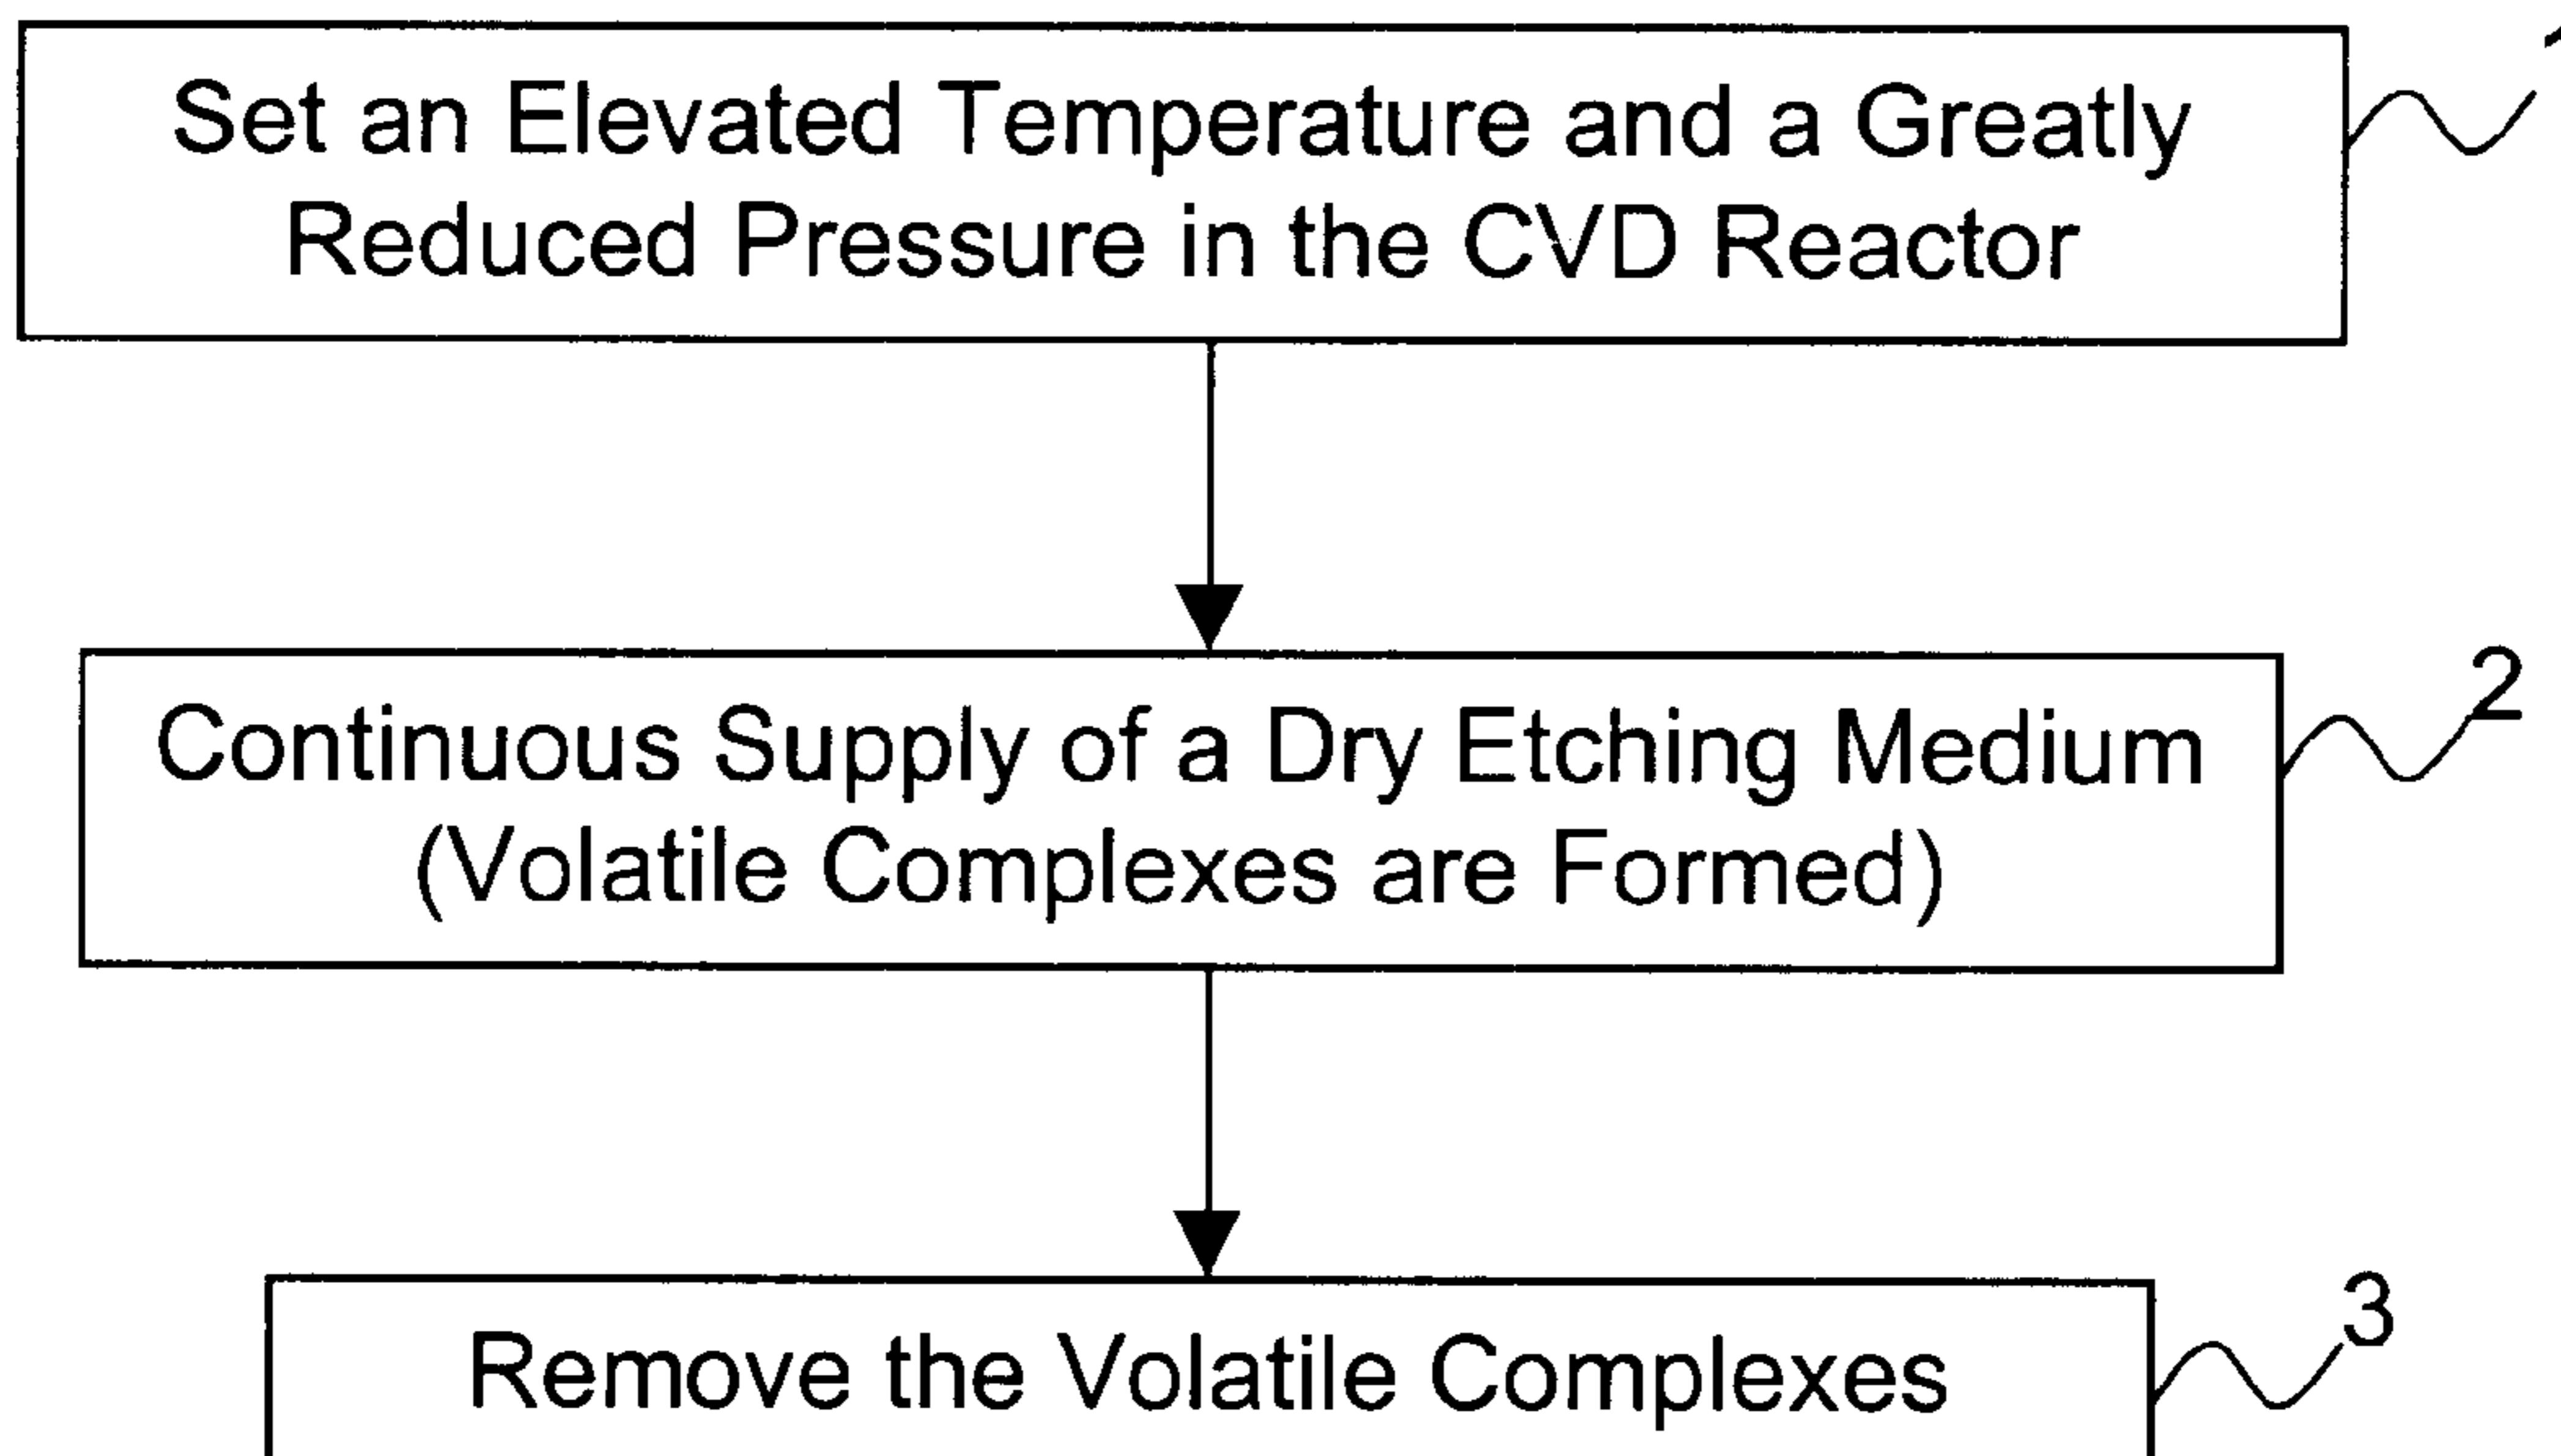 Set an Elevated Temperature and a Greatly
Reduced Pressure in the CVD Reactor
Continuous Supply of a Dry Etching Medium
(Volatile Complexes are Formed)
2
Remove the Volatile Complexes
3